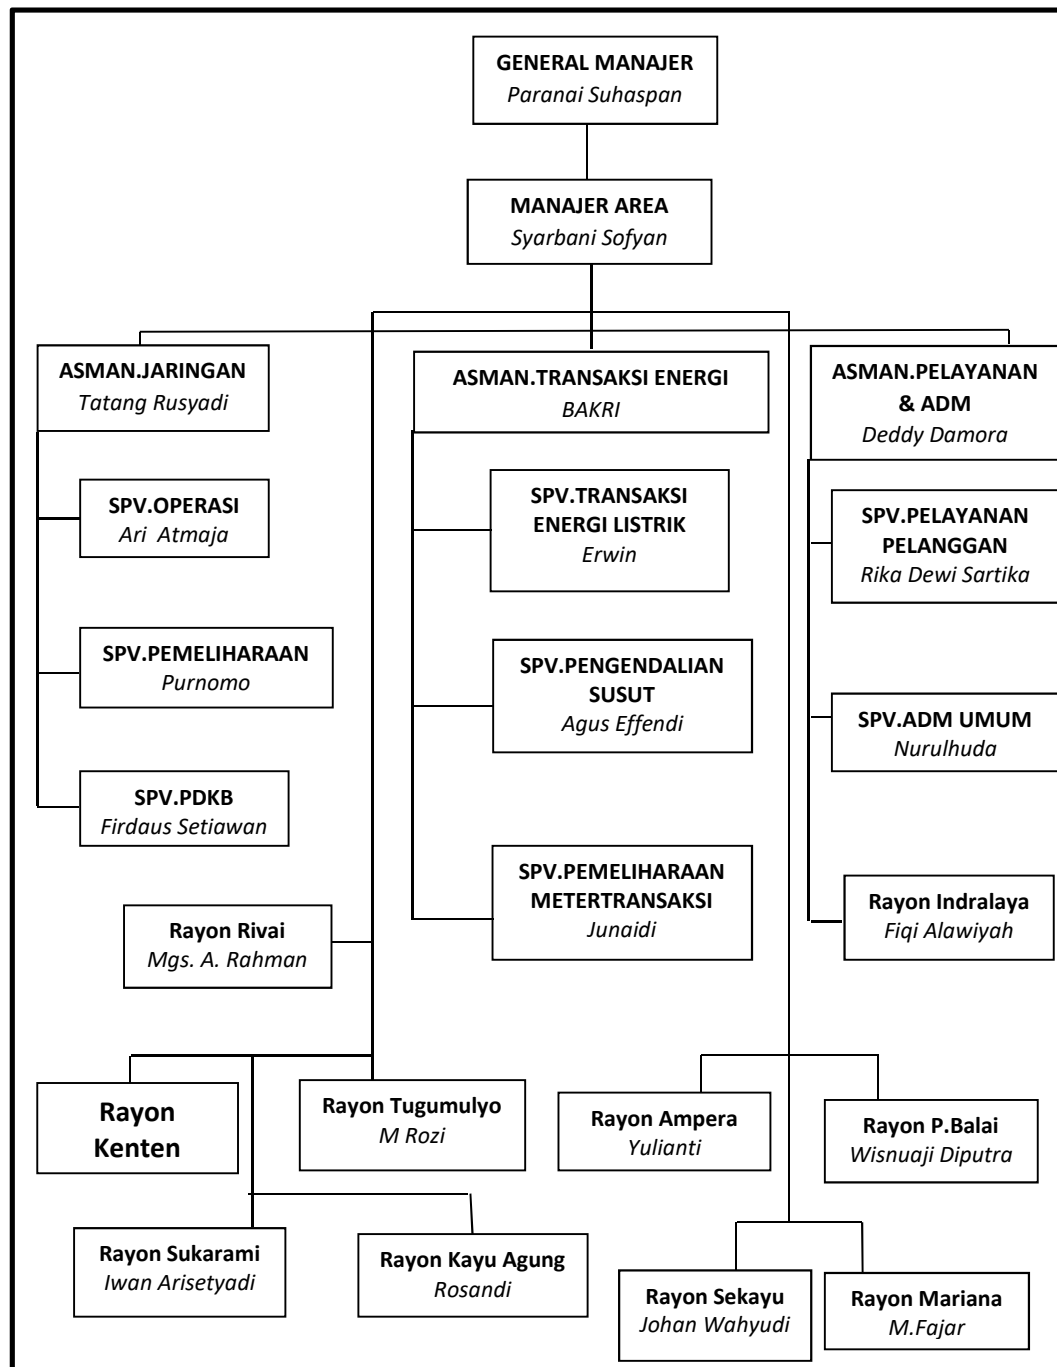 GENERAL MANAJER
Paranai Suhaspan
MANAJER AREA
Syarbani Sofyan
ASMAN.JARINGAN
Tatang Rusyadi
ASMAN.TRANSAKSI ENERGI
BAKRI
ASMAN.PELAYANAN
& ADM
Deddy Damora
SPV.OPERASI
Ari Atmaja
SPV.TRANSAKSI
ENERGI LISTRIK
Erwin
SPV.PELAYANAN
PELANGGAN
Rika Dewi Sartika
SPV.PEMELIHARAAN
Purnomo
SPV.PENGENDALIAN
SUSUT
Agus Effendi
SPV.ADM UMUM
Nurulhuda
SPV.PDKB
Firdaus Setiawan
SPV.PEMELIHARAAN
METERTRANSAKSI
Junaidi
Rayon Indralaya
Fiqi Alawiyah
Rayon Rivai
Mgs. A. Rahman
Rayon
Kenten
Rayon Tugumulyo
M Rozi
Rayon Ampera
Yulianti
Rayon P.Balai
Wisnuaji Diputra
Rayon Sukarami
Iwan Arisetyadi
Rayon Kayu Agung
Rosandi
Rayon Sekayu
Johan Wahyudi
Rayon Mariana
M.Fajar